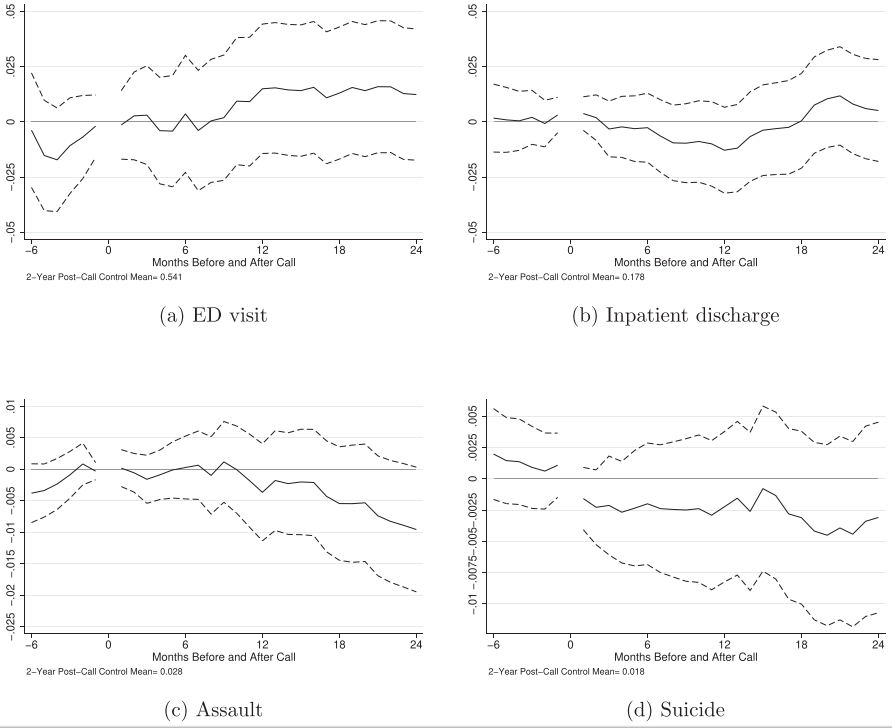 .05
.025
0
−.025
−.05
−6 0 6 12 18 24
Months Before and After Call
2−Year Post−Call Control Mean= 0.541
(a) ED visit
.05
.025
0
−.025
−.05
−6 0 6 12 18 24
Months Before and After Call
2−Year Post−Call Control Mean= 0.178
(b) Inpatient discharge
.01
.005
0
−.005
−.01
−.015
−.02
−.025
−6 0 6 12 18 24
Months Before and After Call
2−Year Post−Call Control Mean= 0.028
(c) Assault
.005
.0025
0
−.0025
−.005
−.0075
−.01
−6 0 6 12 18 24
Months Before and After Call
2−Year Post−Call Control Mean= 0.018
(d) Suicide